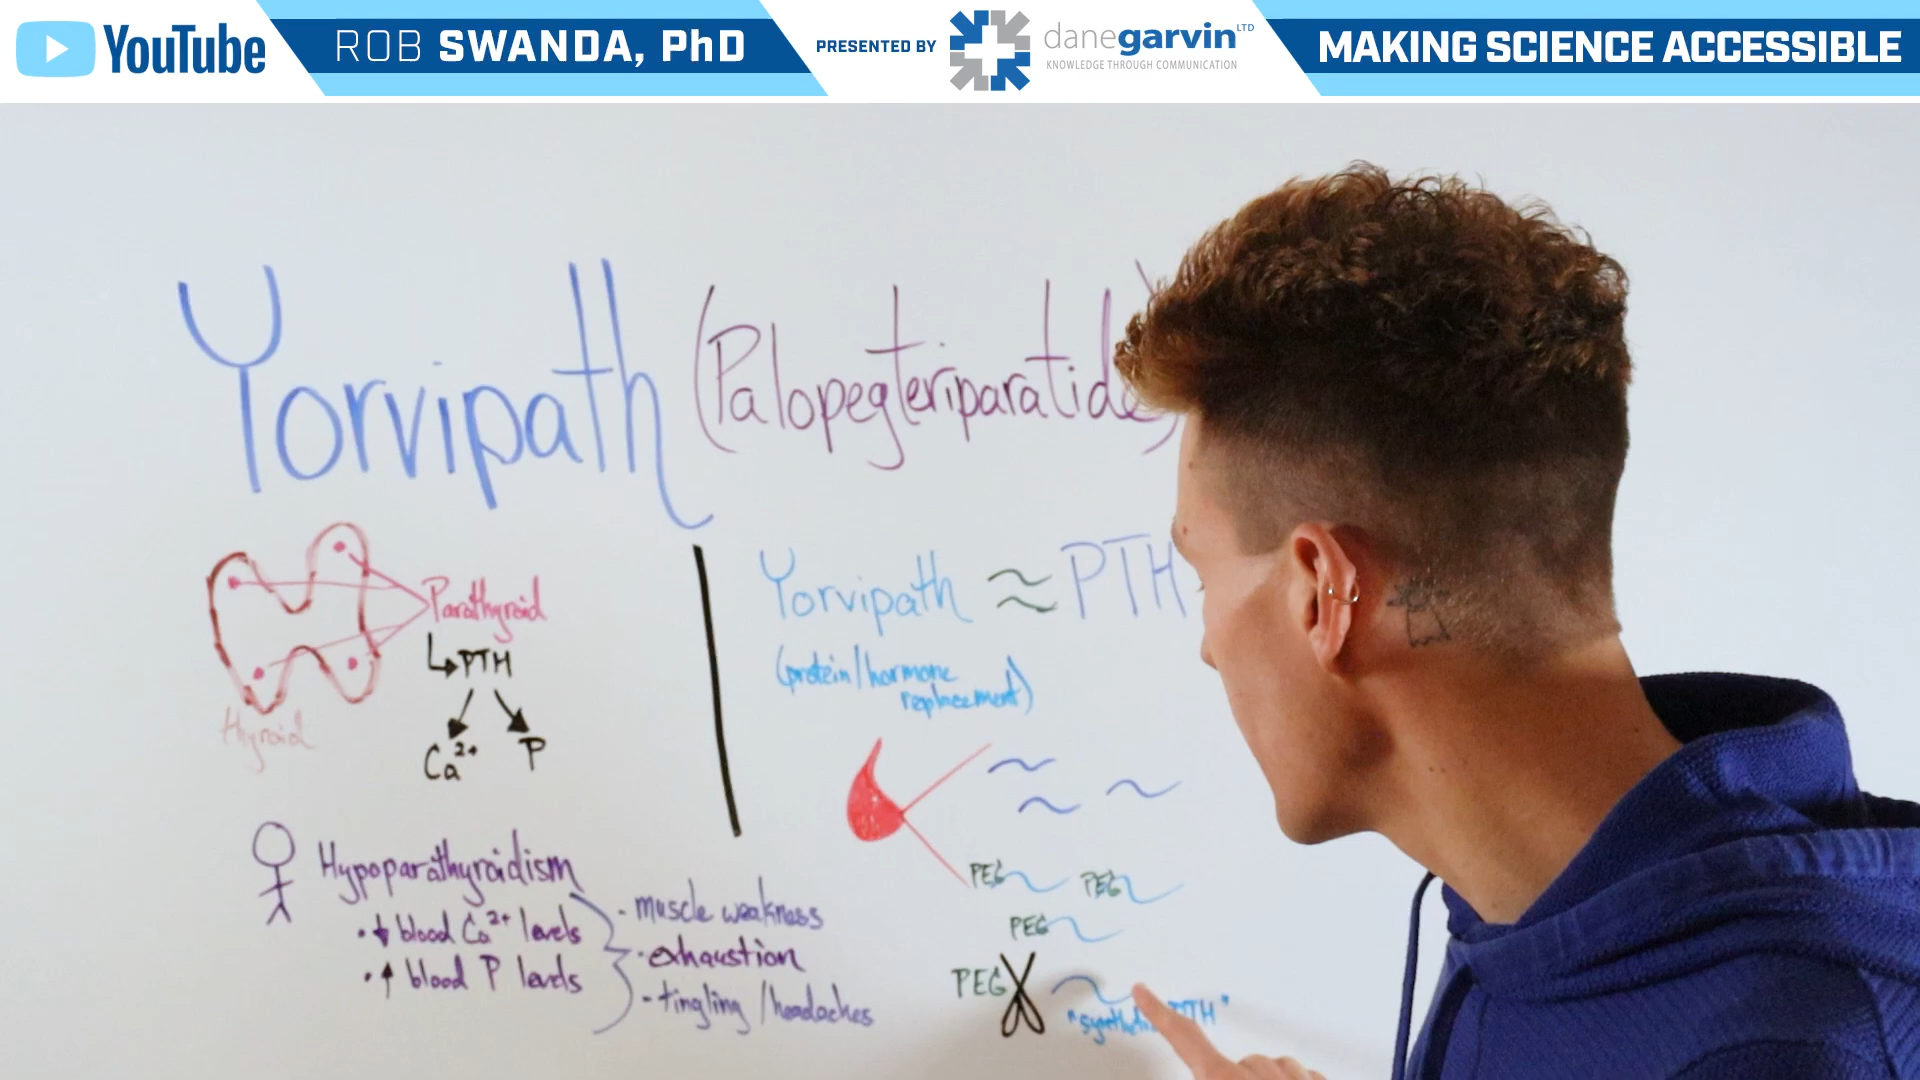 YouTube
ROB SWANDA, PhD
PRESENTED BY
danegarvin LTD
KNOWLEDGE THROUGH COMMUNICATION
MAKING SCIENCE ACCESSIBLE
Yorvipath (Palopegteriparatide)
Parathyroid
↳PTH
Ca²⁺ P
thyroid
Hypoparathyroidism
• ↓ blood Ca²⁺ levels
• ↑ blood P levels
- muscle weakness
- exhaustion
- tingling/headaches
Yorvipath ≈ PTH
(protein/hormone
replacement)
PEG PEG
PEG
PEG
"synthetic PTH"